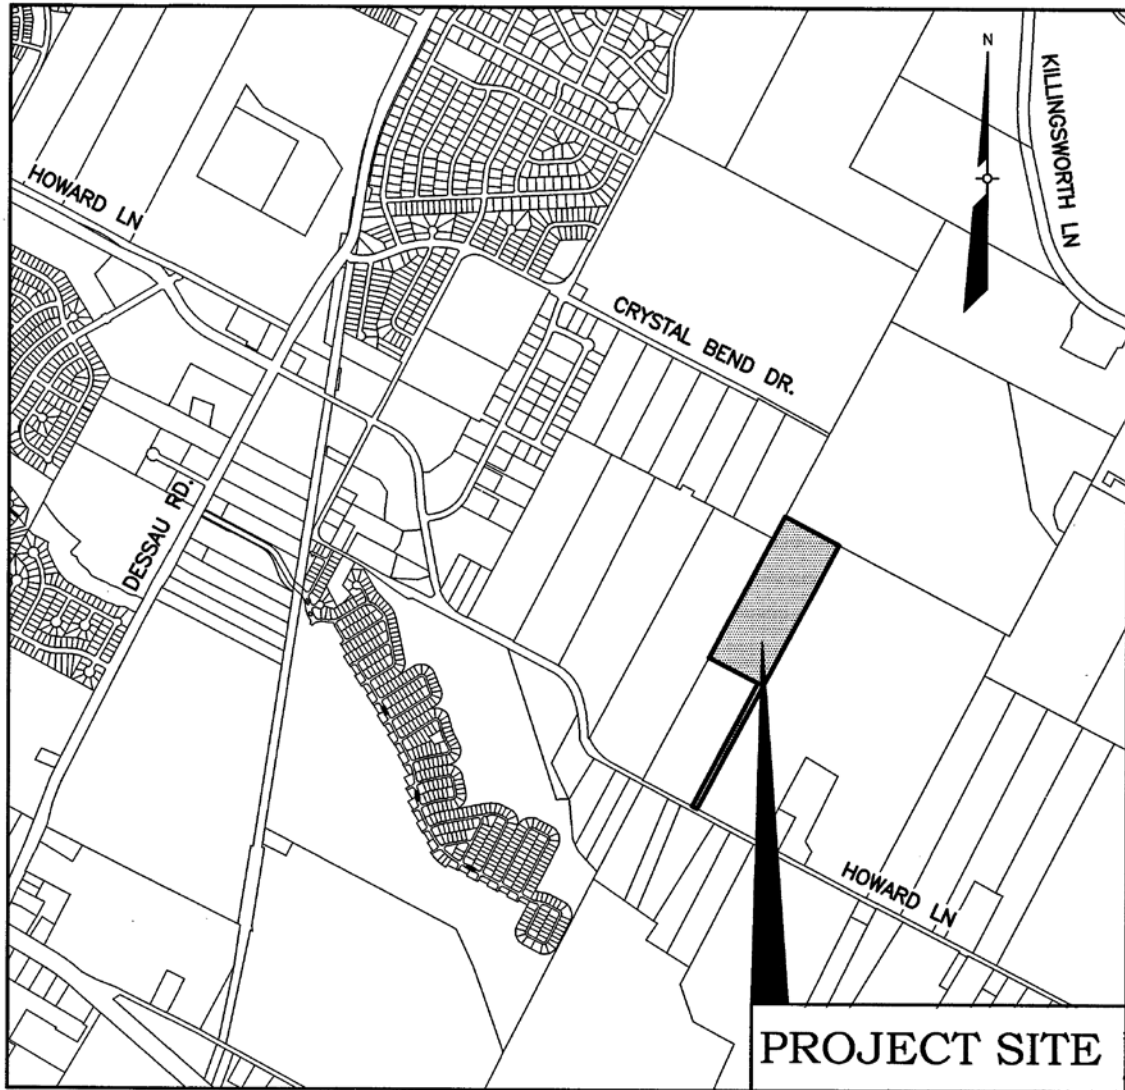 N
KILLINGSWORTH LN
HOWARD LN
CRYSTAL BEND DR.
DESSAU RD.
HOWARD LN
PROJECT SITE